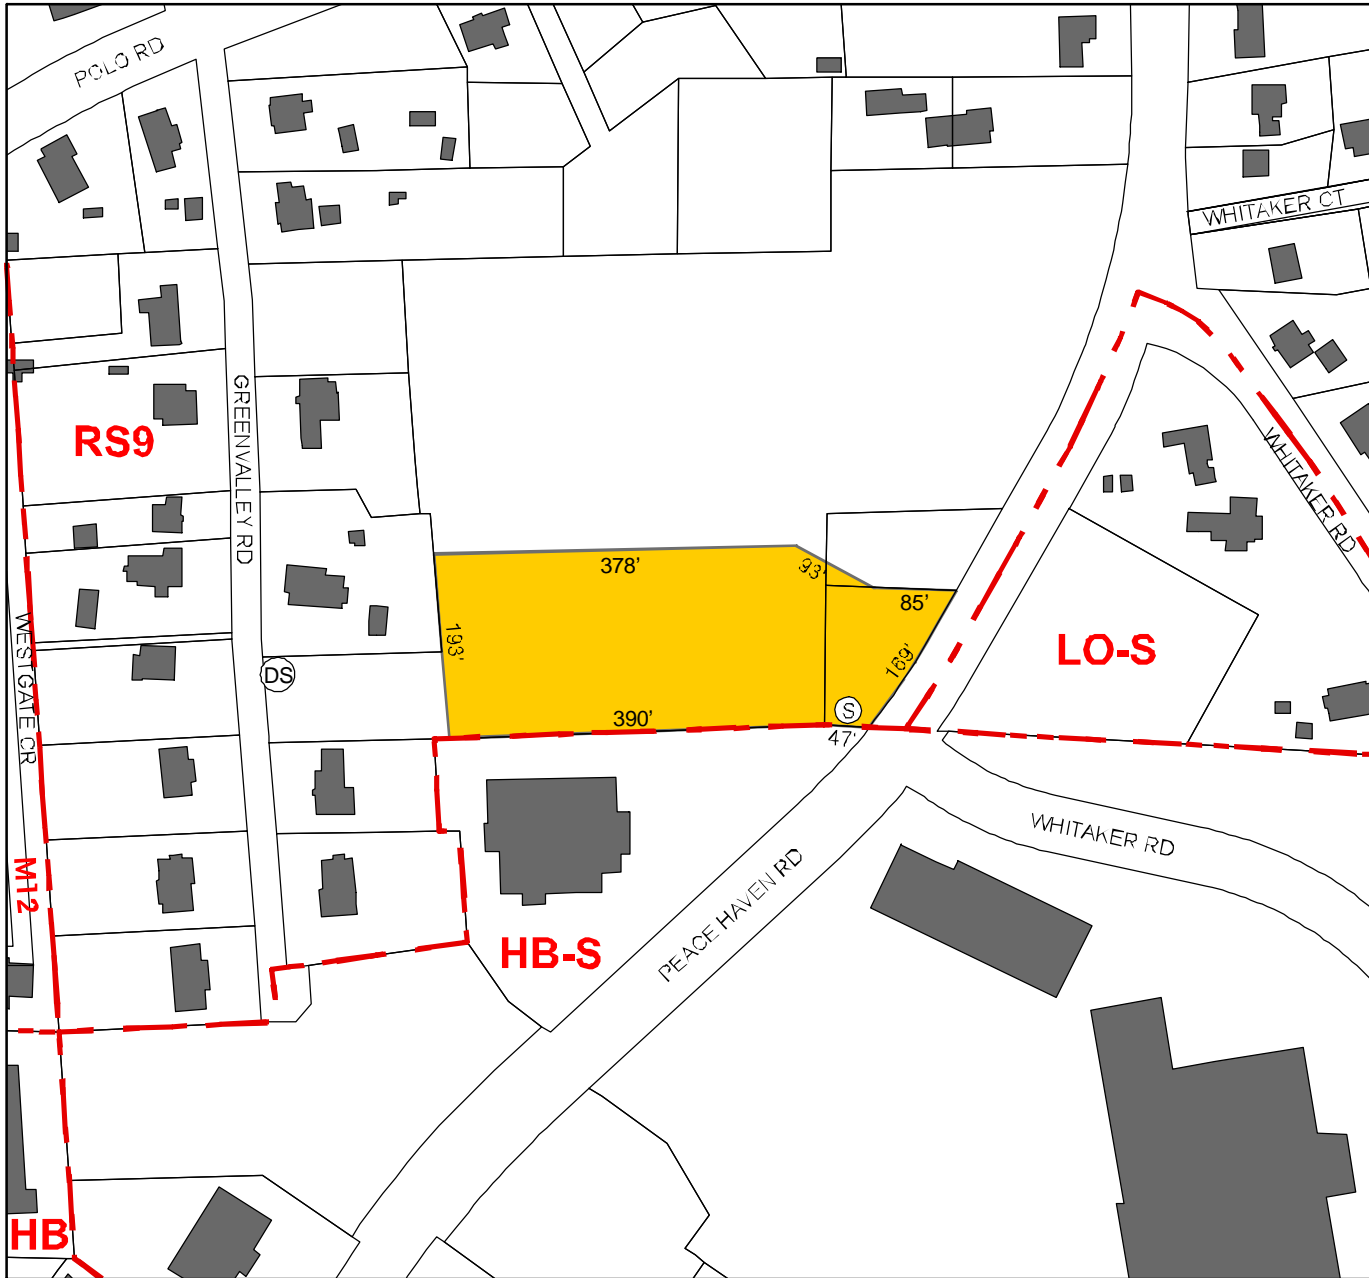 POLO RD
WHITAKER CT
RS9
GREENVALLEY RD
WHITAKER RD
378'
93'
85'
193'
169'
LO-S
WESTGATE CR
DS
390'
S
47'
WHITAKER RD
M12
PEACE HAVEN RD
HB-S
HB